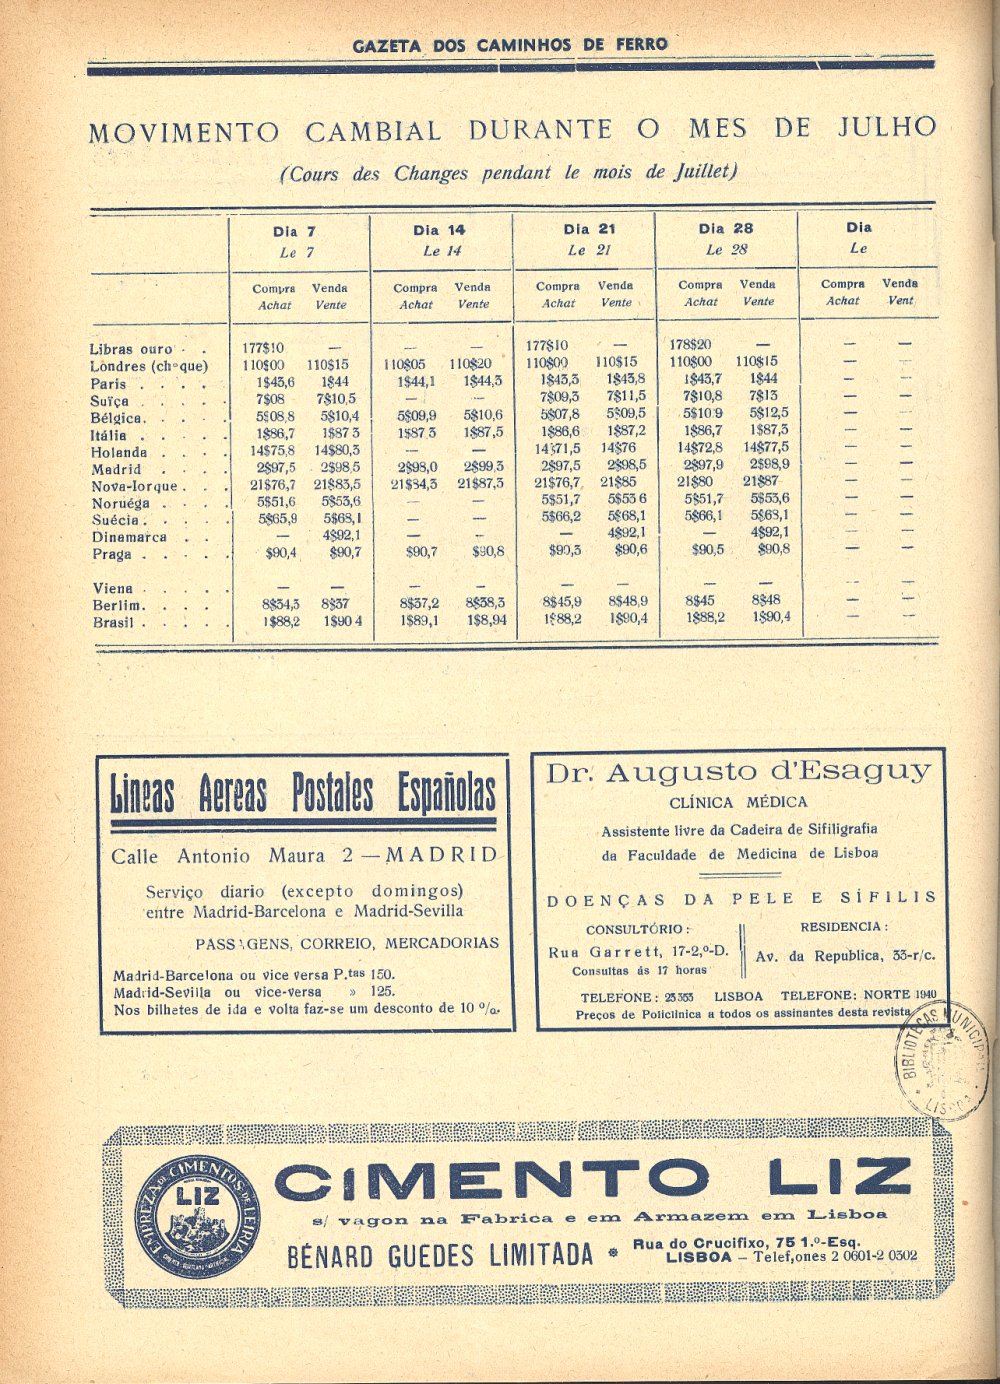 GAZETA DOS CAMINHOS DE FERRO
MOVIMENTO CAMBIAL DURANTE O MES DE JULHO
(Cours des Changes pendant le mois de Juillet)
Dia 7 Dia 14 Dia 21 Dia 28 Dia
Le 7 Le 14 Le 21 Le 28 Le
Compra Venda Compra Venda Compra Venda Compra Venda Compra Venda
Achat Vente Achat Vente Achat Vente Achat Vente Achat Vent
Libras ouro . . 177$10 — — — 177$10 — 178$20 — — —
Londres (cheque) 110$00 110$15 110$05 110$20 110$00 110$15 110$00 110$15 — —
Paris . . . . 1$43,6 1$44 1$44,1 1$44,3 1$43,3 1$43,8 1$43,7 1$44 — —
Suïça . . . . . 7$08 7$10,5 — — 7$09,3 7$11,5 7$10,8 7$13 — —
Bélgica. . . . . 5$08,8 5$10,4 5$09,9 5$10,6 5$07,8 5$09,5 5$10 9 5$12,5 — —
Itália . . . . . 1$86,7 1$87 3 1$87 3 1$87,5 1$86,6 1$87,2 1$86,7 1$87,3 — —
Holanda . . . . 14$75,8 14$80,3 — — 14$71,5 14$76 14$72,8 14$77,5 — —
Madrid . . . . 2$97,5 2$98,5 2$98,0 2$99,3 2$97,5 2$98,5 2$97,9 2$98,9 — —
Nova-Iorque . . . 21$76,7 21$83,5 21$84,3 21$87,3 21$76,7 21$85 21$80 21$87 — —
Noruéga . . . . 5$51,6 5$53,6 — — 5$51,7 5$53 6 5$51,7 5$53,6 — —
Suécia . . . . . 5$65,9 5$68,1 — — 5$66,2 5$68,1 5$66,1 5$68,1 — —
Dinamarca . . — 4$92,1 — — — 4$92,1 — 4$92,1 — —
Praga . . . . . $90,4 $90,7 $90,7 $90,8 $90,3 $90,6 $90,5 $90,8 — —
Viena . . . . . — — — — — — — — — —
Berlim. . . . 8$34,3 8$37 8$37,2 8$38,3 8$45,9 8$48,9 8$45 8$48 — —
Brasil . . . . . 1$88,2 1$90 4 1$89,1 1$8,94 1$88,2 1$90,4 1$88,2 1$90,4 — —
Lineas Aereas Postales Españolas
Calle Antonio Maura 2 — MADRID
Serviço diario (excepto domingos)
entre Madrid-Barcelona e Madrid-Sevilla
PASSAGENS, CORREIO, MERCADORIAS
Madrid-Barcelona ou vice versa P.tas 150.
Madrid-Sevilla ou vice-versa » 125.
Nos bilhetes de ida e volta faz-se um desconto de 10 %.
Dr. Augusto d'Esaguy
CLÍNICA MÉDICA
Assistente livre da Cadeira de Sifiligrafia
da Faculdade de Medicina de Lisboa
DOENÇAS DA PELE E SÍFILIS
CONSULTÓRIO:
Rua Garrett, 17-2,º-D.
Consultas ás 17 horas
RESIDENCIA:
Av. da Republica, 33-r/c.
TELEFONE: 23353 LISBOA TELEFONE: NORTE 1940
Preços de Policlinica a todos os assinantes desta revista
BIBLIOTECAS MUNICIPAIS
LISBOA
EMPREZA DE CIMENTOS DE LEIRIA
LIZ
CIMENTO LIZ
s/ vagon na Fabrica e em Armazem em Lisboa
BÉNARD GUEDES LIMITADA * Rua do Crucifixo, 75 1.º-Esq.
LISBOA — Telef,ones 2 0601-2 0302